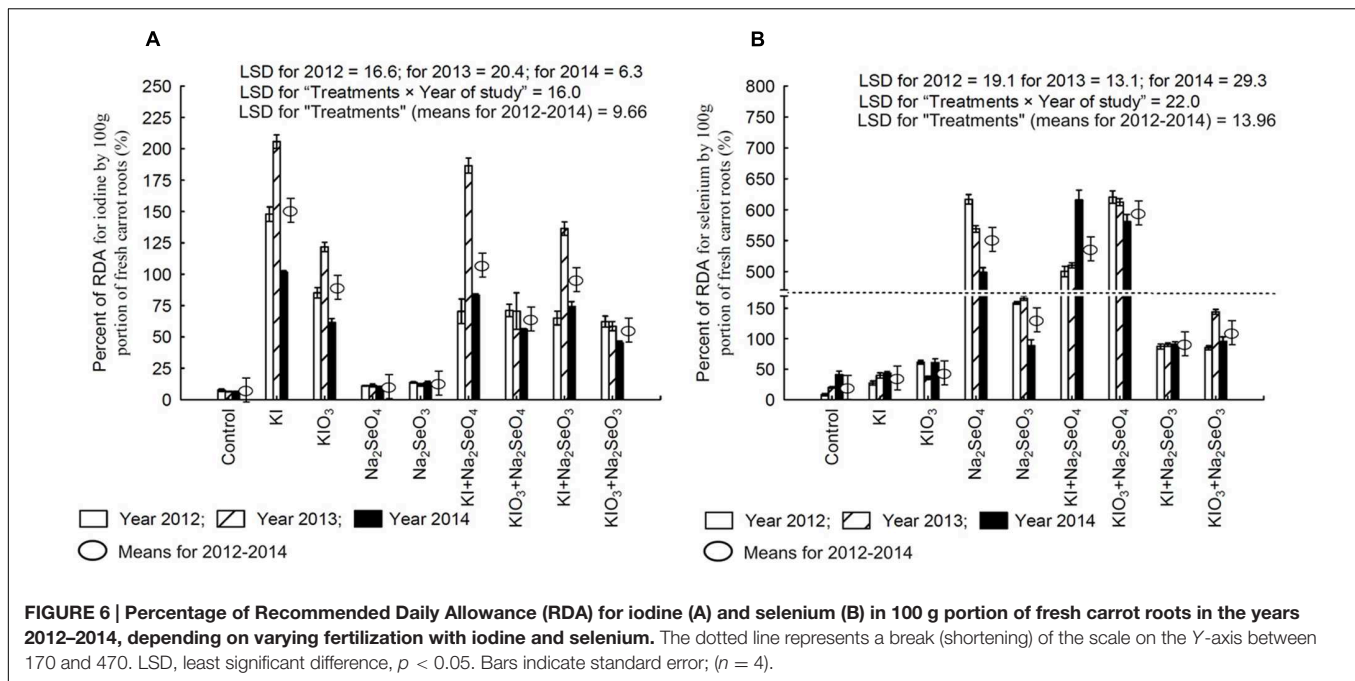 A
LSD for 2012 = 16.6; for 2013 = 20.4; for 2014 = 6.3
LSD for "Treatments × Year of study" = 16.0
LSD for "Treatments" (means for 2012-2014) = 9.66
Percent of RDA for iodine by 100g
portion of fresh carrot roots (%)
250
225
200
175
150
125
100
75
50
25
0
Control
KI
KIO₃
Na₂SeO₄
Na₂SeO₃
KI+Na₂SeO₄
KIO₃+Na₂SeO₄
KI+Na₂SeO₃
KIO₃+Na₂SeO₃
Year 2012; Year 2013; Year 2014
Means for 2012-2014
B
LSD for 2012 = 19.1 for 2013 = 13.1; for 2014 = 29.3
LSD for "Treatments × Year of study" = 22.0
LSD for "Treatments" (means for 2012-2014) = 13.96
Percent of RDA for selenium by 100g
portion of fresh carrot roots (%)
800
750
700
650
600
550
500
150
100
50
0
Control
KI
KIO₃
Na₂SeO₄
Na₂SeO₃
KI+Na₂SeO₄
KIO₃+Na₂SeO₄
KI+Na₂SeO₃
KIO₃+Na₂SeO₃
Year 2012; Year 2013; Year 2014
Means for 2012-2014
FIGURE 6 | Percentage of Recommended Daily Allowance (RDA) for iodine (A) and selenium (B) in 100 g portion of fresh carrot roots in the years
2012–2014, depending on varying fertilization with iodine and selenium. The dotted line represents a break (shortening) of the scale on the Y-axis between
170 and 470. LSD, least significant difference, p < 0.05. Bars indicate standard error; (n = 4).